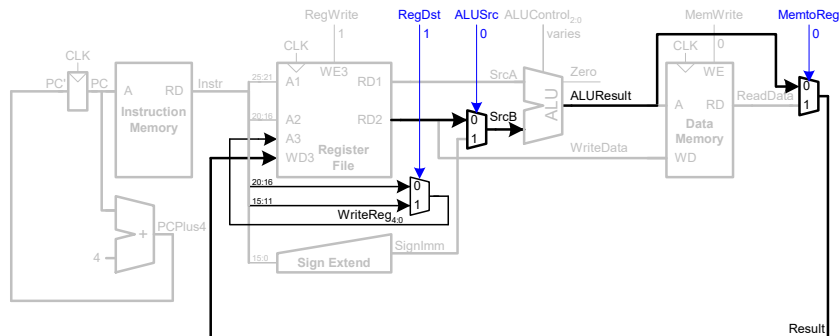 RegWrite
1
RegDst
1
ALUSrc
0
ALUControl2:0
varies
MemWrite
0
MemtoReg
0
CLK
PC'
PC
A
RD
Instruction
Memory
Instr
25:21
20:16
CLK
WE3
A1
RD1
A2
RD2
A3
WD3
Register
File
SrcA
0
1
SrcB
ALU
Zero
ALUResult
CLK
WE
A
RD
Data
Memory
WD
ReadData
WriteData
0
1
20:16
15:11
0
1
WriteReg4:0
PCPlus4
+
4
15:0
Sign Extend
SignImm
Result